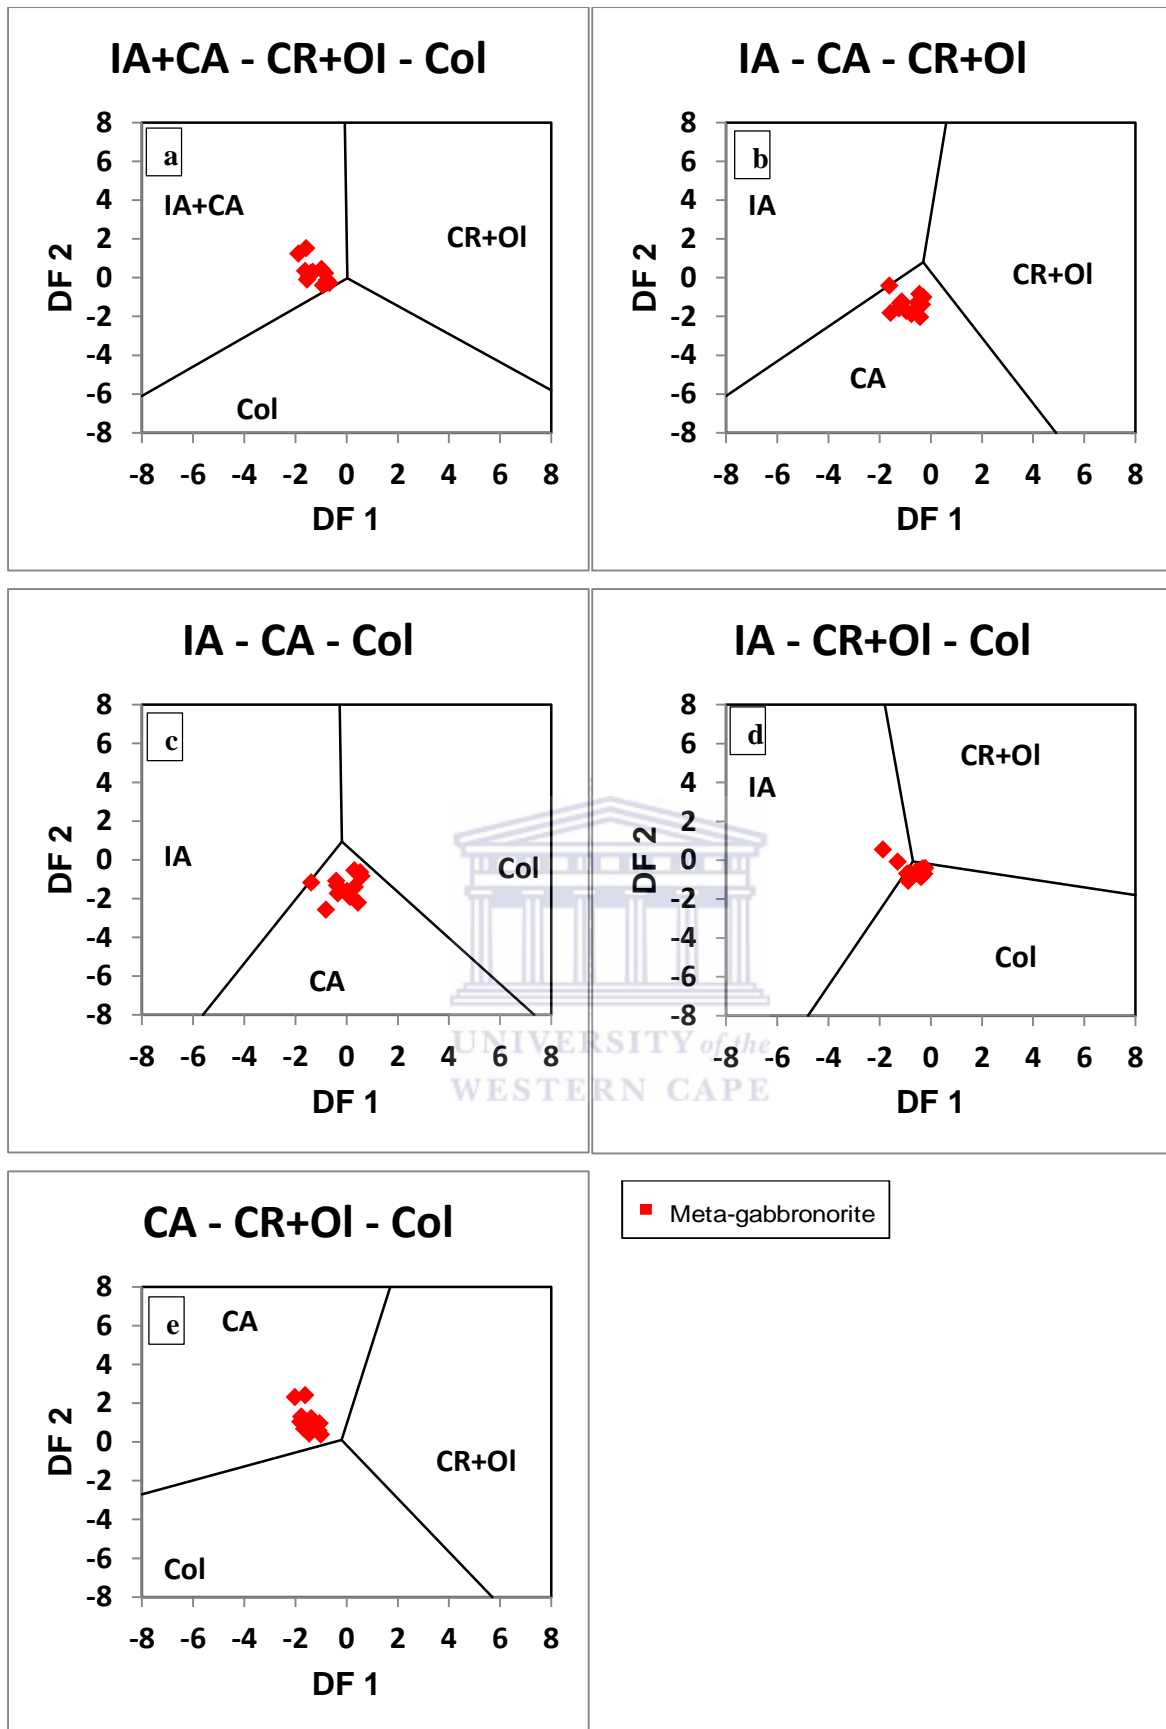 IA+CA - CR+Ol - Col
8
a
6
4
IA+CA
2
CR+Ol
0
-2
-4
-6
Col
-8
DF 2
-8 -6 -4 -2 0 2 4 6 8
DF 1
IA - CA - CR+Ol
8
b
6
4
IA
2
0
CR+Ol
-2
-4
CA
-6
-8
DF 2
-8 -6 -4 -2 0 2 4 6 8
DF 1
IA - CA - Col
8
c
6
4
2
0
IA
Col
-2
-4
-6
CA
-8
DF 2
-8 -6 -4 -2 0 2 4 6 8
DF 1
IA - CR+Ol - Col
8
d
6
CR+Ol
4
IA
2
0
-2
-4
Col
-6
-8
DF 2
-8 -6 -4 -2 0 2 4 6 8
DF 1
UNIVERSITY of the
WESTERN CAPE
CA - CR+Ol - Col
8
e
6
CA
4
2
0
CR+Ol
-2
-4
-6
Col
-8
DF 2
-8 -6 -4 -2 0 2 4 6 8
DF 1
Meta-gabbronorite